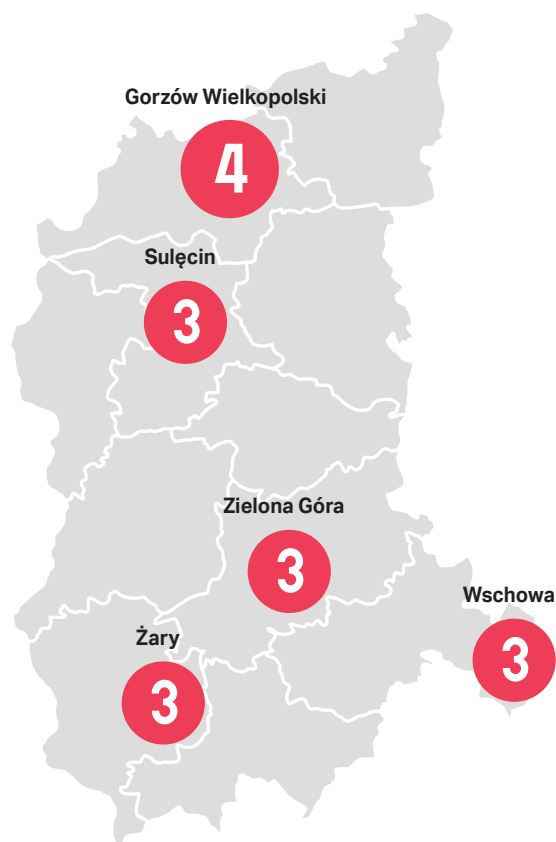 Gorzów Wielkopolski
4
Sulęcin
3
Zielona Góra
3
Wschowa
3
Żary
3